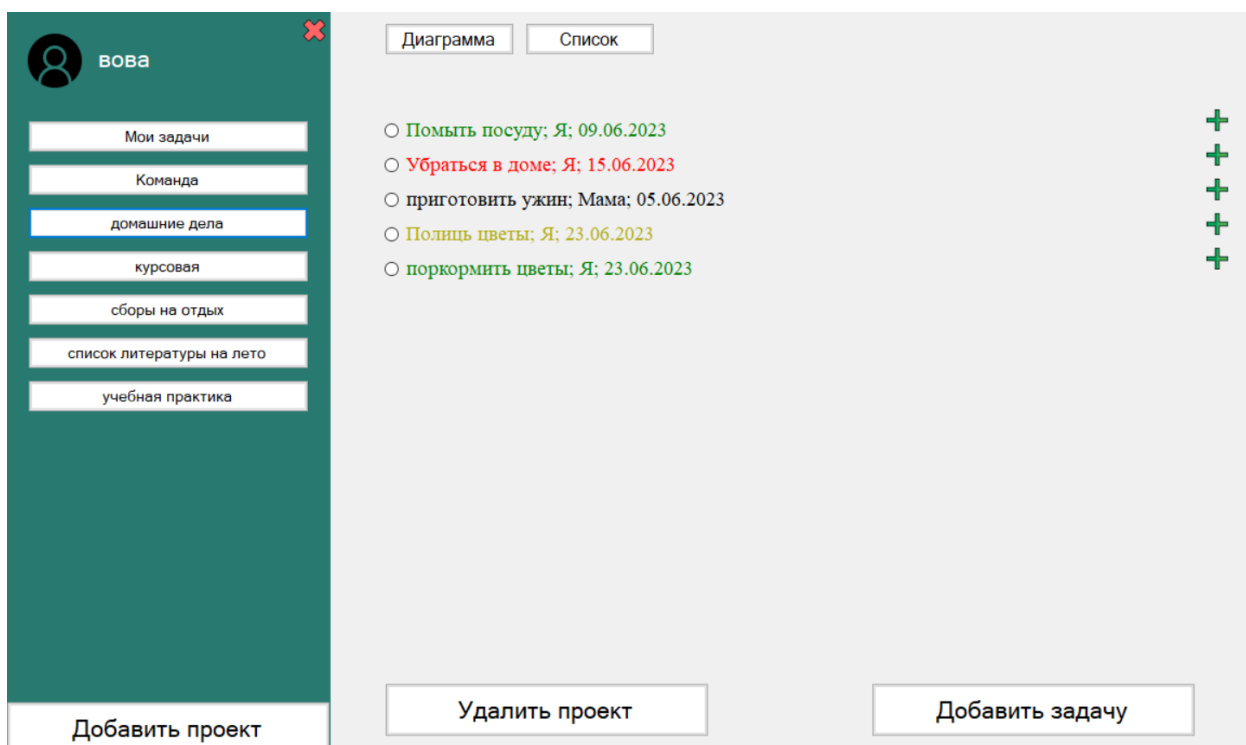 вова
Мои задачи
Команда
домашние дела
курсовая
сборы на отдых
список литературы на лето
учебная практика
Добавить проект
Диаграмма
Список
Помыть посуду; Я; 09.06.2023
Убраться в доме; Я; 15.06.2023
приготовить ужин; Мама; 05.06.2023
Полиць цветы; Я; 23.06.2023
поркормить цветы; Я; 23.06.2023
Удалить проект
Добавить задачу